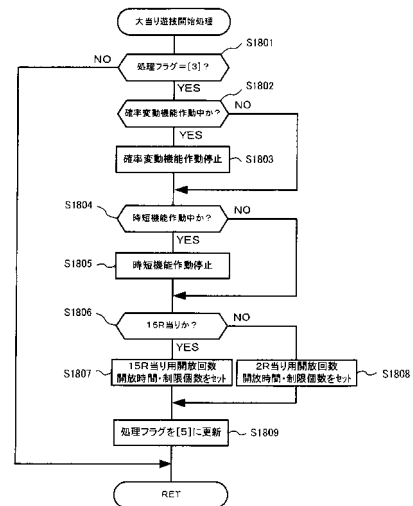 大当り遊技開始処理
S1801
NO
処理フラグ=[3]?
YES
S1802
確率変動機能作動中か?
NO
YES
確率変動機能作動停止
S1803
S1804
時短機能作動中か?
NO
YES
S1805
時短機能作動停止
S1806
15R当りか?
NO
YES
S1807
15R当り用開放回数
開放時間・制限個数をセット
2R当り用開放回数
開放時間・制限個数をセット
S1808
処理フラグを[5]に更新
S1809
RET